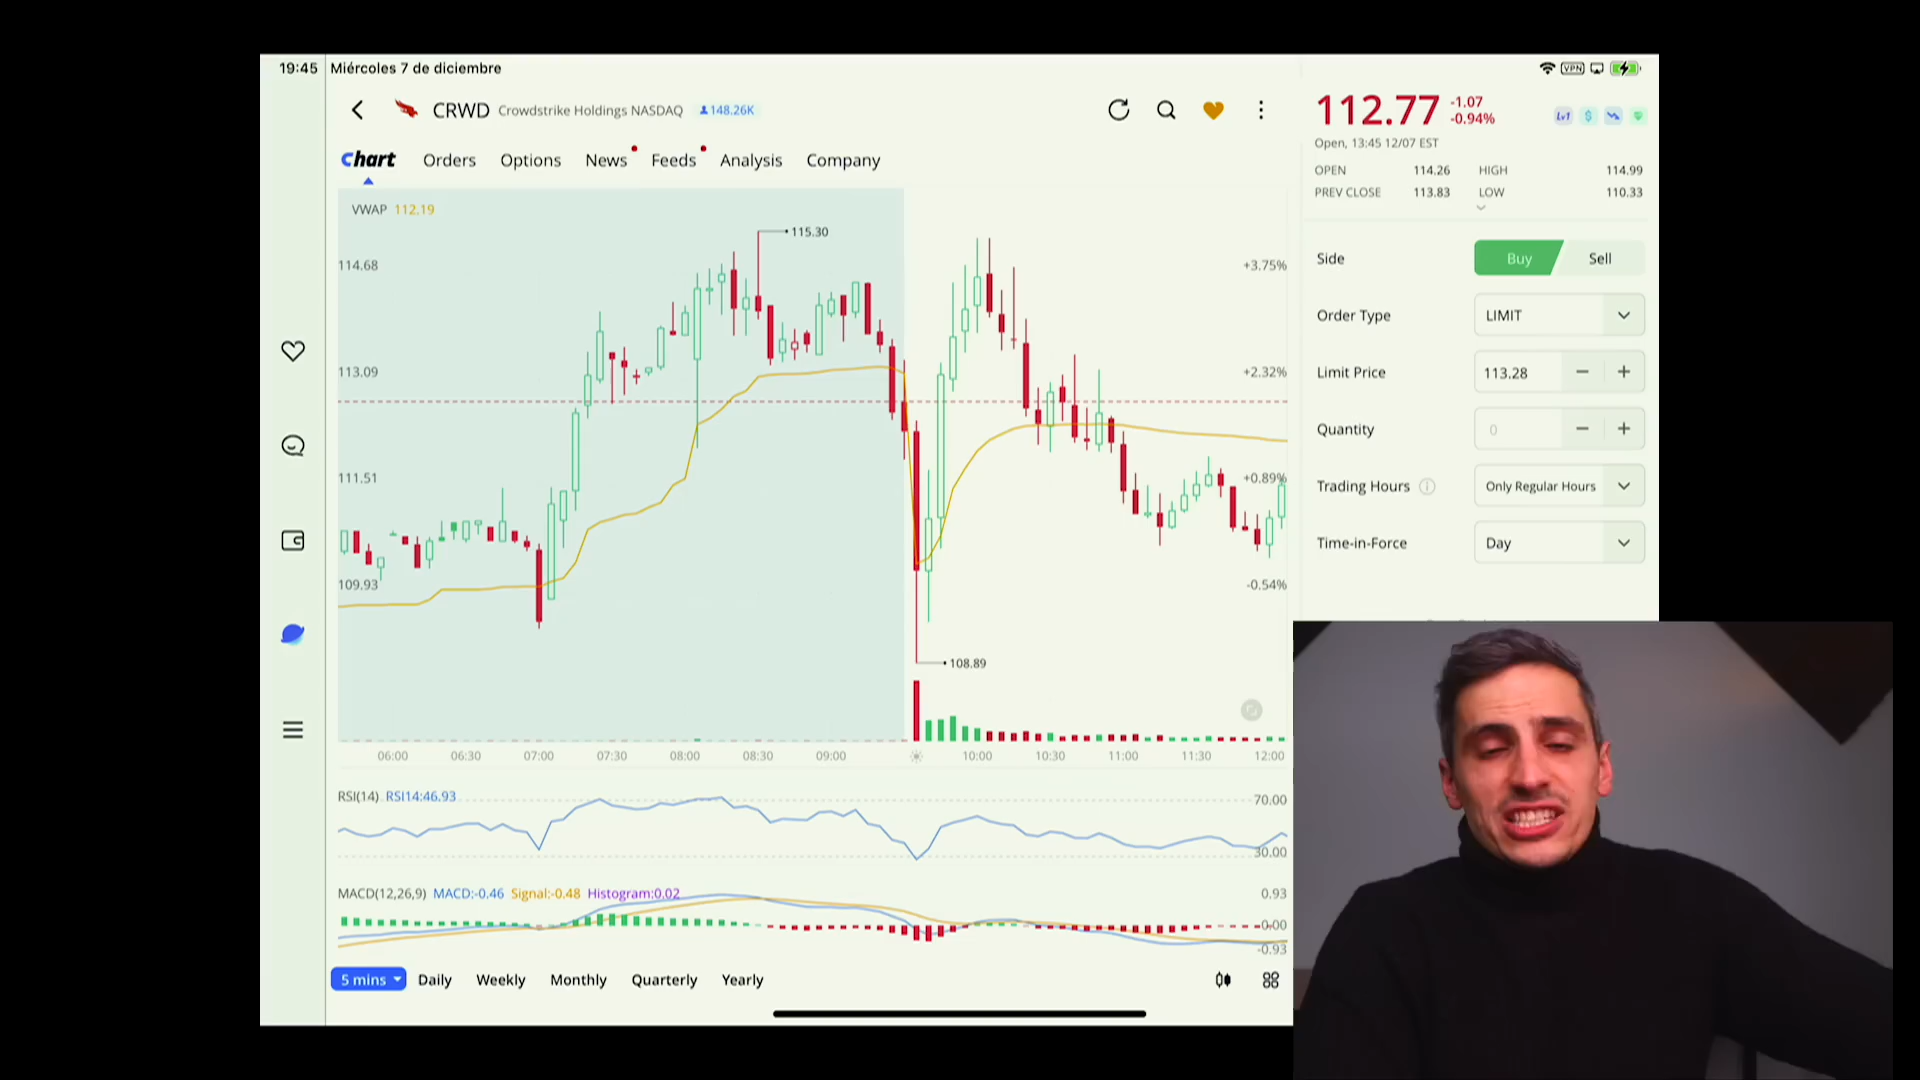 19:45 Miércoles 7 de diciembre
VPN
CRWD Crowdstrike Holdings NASDAQ 148.26K
112.77 -1.07
-0.94%
Lv1
Open, 13:45 12/07 EST
Chart Orders Options News Feeds Analysis Company
OPEN 114.26 HIGH 114.99
PREV CLOSE 113.83 LOW 110.33
VWAP 112.19
115.30
114.68 +3.75%
113.09 +2.32%
111.51 +0.89%
109.93 -0.54%
108.89
Side Buy Sell
Order Type LIMIT
Limit Price 113.28 − +
Quantity 0 − +
Trading Hours Only Regular Hours
Time-in-Force Day
06:00 06:30 07:00 07:30 08:00 08:30 09:00 10:00 10:30 11:00 11:30 12:00
RSI(14) RSI14:46.93 70.00
30.00
MACD(12,26,9) MACD:-0.46 Signal:-0.48 Histogram:0.02 0.93
-0.00
-0.93
5 mins Daily Weekly Monthly Quarterly Yearly